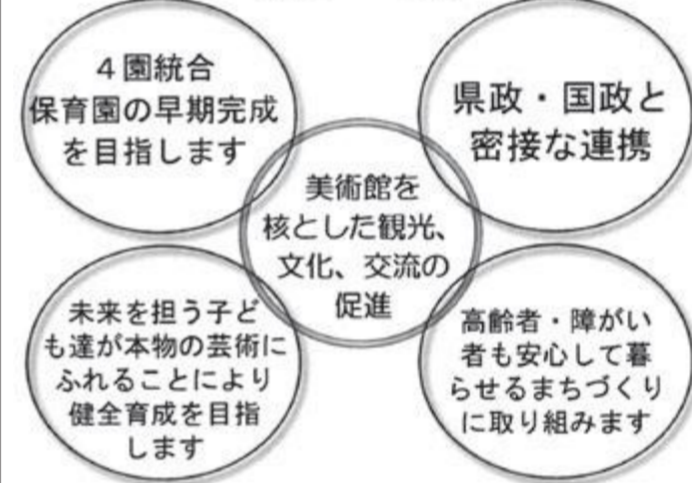 4園統合
保育園の早期完成
を目指します
県政・国政と
密接な連携
美術館を
核とした観光、
文化、交流の
促進
未来を担う子ど
も達が本物の芸術に
ふれることにより
健全育成を目指
します
高齢者・障がい
者も安心して暮
らせるまちづくり
に取り組みます